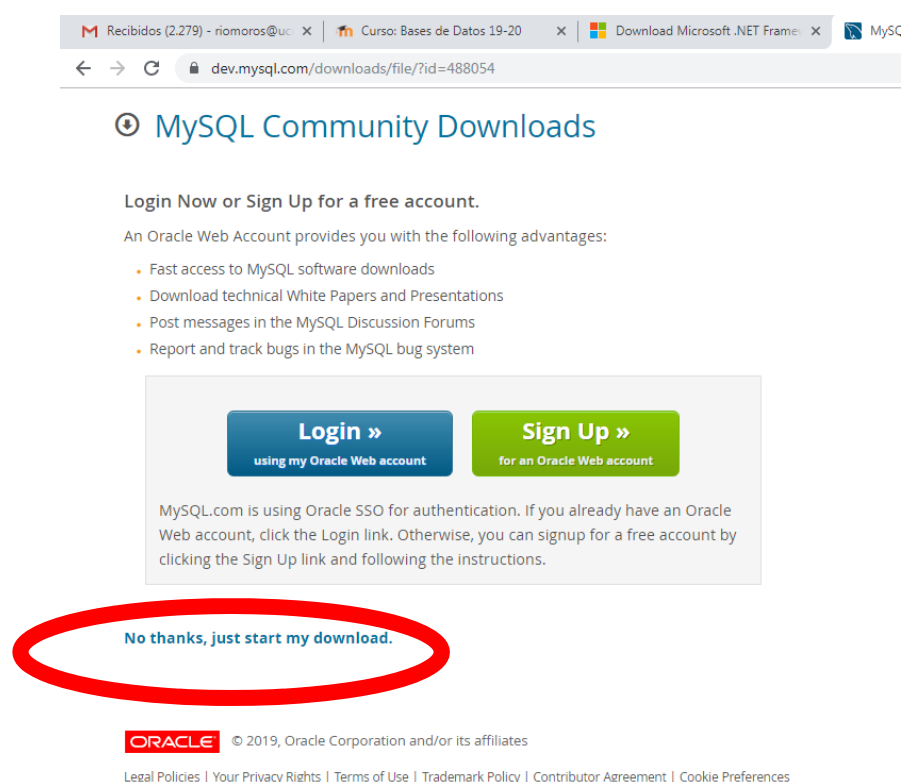 Recibidos (2.279) - riomoros@uc
Curso: Bases de Datos 19-20
Download Microsoft .NET Frame
MySQ
dev.mysql.com/downloads/file/?id=488054
MySQL Community Downloads
Login Now or Sign Up for a free account.
An Oracle Web Account provides you with the following advantages:
Fast access to MySQL software downloads
Download technical White Papers and Presentations
Post messages in the MySQL Discussion Forums
Report and track bugs in the MySQL bug system
Login »
using my Oracle Web account
Sign Up »
for an Oracle Web account
MySQL.com is using Oracle SSO for authentication. If you already have an Oracle
Web account, click the Login link. Otherwise, you can signup for a free account by
clicking the Sign Up link and following the instructions.
No thanks, just start my download.
ORACLE © 2019, Oracle Corporation and/or its affiliates
Legal Policies | Your Privacy Rights | Terms of Use | Trademark Policy | Contributor Agreement | Cookie Preferences